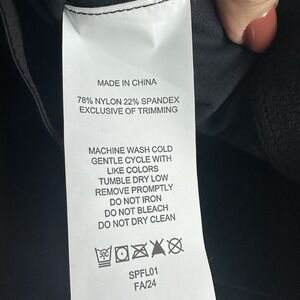 MADE IN CHINA
78% NYLON 22% SPANDEX
EXCLUSIVE OF TRIMMING
MACHINE WASH COLD
GENTLE CYCLE WITH
LIKE COLORS
TUMBLE DRY LOW
REMOVE PROMPTLY
DO NOT IRON
DO NOT BLEACH
DO NOT DRY CLEAN
SPFL01
FA/24